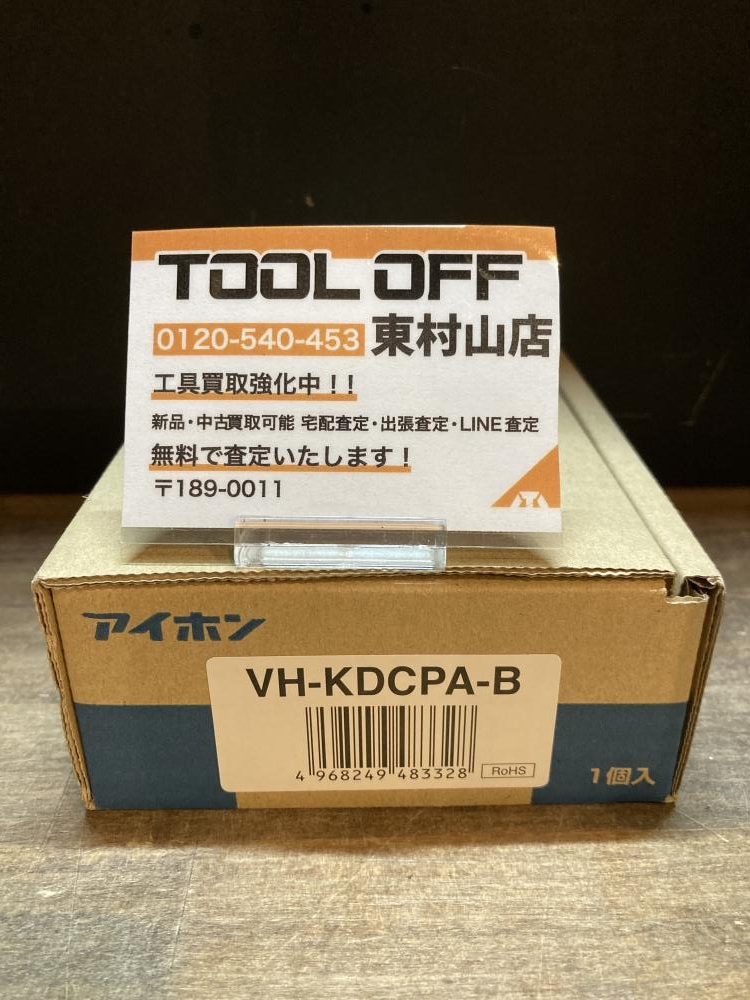 TOOL OFF
0120-540-453 東村山店
工具買取強化中!!
新品・中古買取可能 宅配査定・出張査定・LINE査定
無料で査定いたします!
〒189-0011
アイホン
VH-KDCPA-B
4 968249 483328 RoHS
1個入